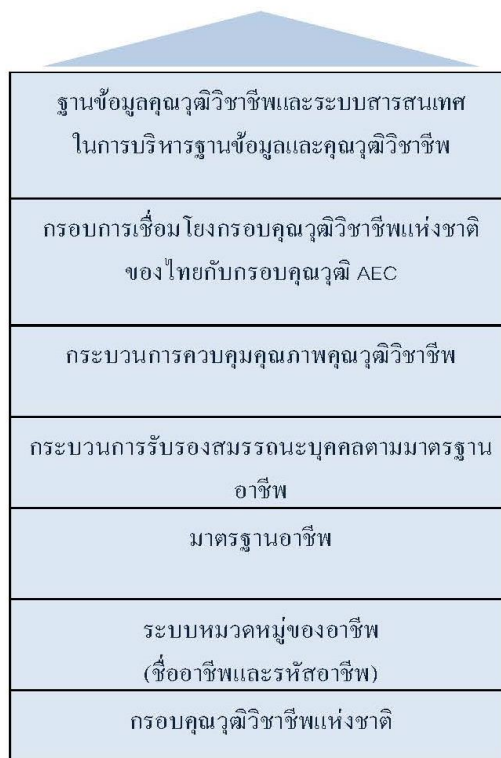 ฐานข้อมูลคุณวุฒิวิชาชีพและระบบสารสนเทศ
ในการบริหารฐานข้อมูลและคุณวุฒิวิชาชีพ
กรอบการเชื่อมโยงกรอบคุณวุฒิวิชาชีพแห่งชาติ
ของไทยกับกรอบคุณวุฒิ AEC
กระบวนการควบคุมคุณภาพคุณวุฒิวิชาชีพ
กระบวนการรับรองสมรรถนะบุคคลตามมาตรฐาน
อาชีพ
มาตรฐานอาชีพ
ระบบหมวดหมู่ของอาชีพ
(ชื่ออาชีพและรหัสอาชีพ)
กรอบคุณวุฒิวิชาชีพแห่งชาติ